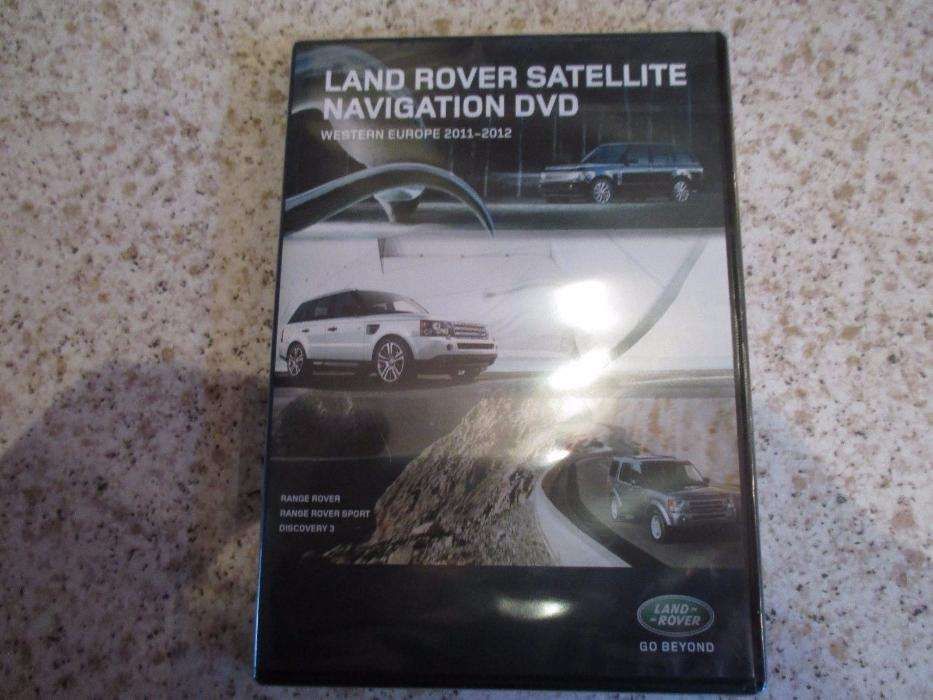 LAND ROVER SATELLITE
NAVIGATION DVD
WESTERN EUROPE 2011-2012
RANGE ROVER
RANGE ROVER SPORT
DISCOVERY 3
LAND
ROVER
GO BEYOND